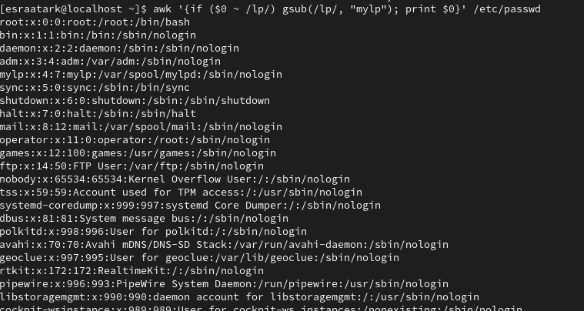 [esraatark@localhost ~]$ awk '{if ($0 ~ /lp/) gsub(/lp/, "mylp"); print $0}' /etc/passwd
root:x:0:0:root:/root:/bin/bash
bin:x:1:1:bin:/bin:/sbin/nologin
daemon:x:2:2:daemon:/sbin:/sbin/nologin
adm:x:3:4:adm:/var/adm:/sbin/nologin
mylp:x:4:7:mylp:/var/spool/mylpd:/sbin/nologin
sync:x:5:0:sync:/sbin:/bin/sync
shutdown:x:6:0:shutdown:/sbin:/sbin/shutdown
halt:x:7:0:halt:/sbin:/sbin/halt
mail:x:8:12:mail:/var/spool/mail:/sbin/nologin
operator:x:11:0:operator:/root:/sbin/nologin
games:x:12:100:games:/usr/games:/sbin/nologin
ftp:x:14:50:FTP User:/var/ftp:/sbin/nologin
nobody:x:65534:65534:Kernel Overflow User:/:/sbin/nologin
tss:x:59:59:Account used for TPM access:/:/usr/sbin/nologin
systemd-coredump:x:999:997:systemd Core Dumper:/:/sbin/nologin
dbus:x:81:81:System message bus:/:/sbin/nologin
polkitd:x:998:996:User for polkitd:/:/sbin/nologin
avahi:x:70:70:Avahi mDNS/DNS-SD Stack:/var/run/avahi-daemon:/sbin/nologin
geoclue:x:997:995:User for geoclue:/var/lib/geoclue:/sbin/nologin
rtkit:x:172:172:RealtimeKit:/:/sbin/nologin
pipewire:x:996:993:PipeWire System Daemon:/run/pipewire:/usr/sbin/nologin
libstoragemgmt:x:990:990:daemon account for libstoragemgmt:/:/usr/sbin/nologin
cockpit-wsinstance:x:989:989:User for cockpit-ws instances:/nonexisting:/sbin/nologin